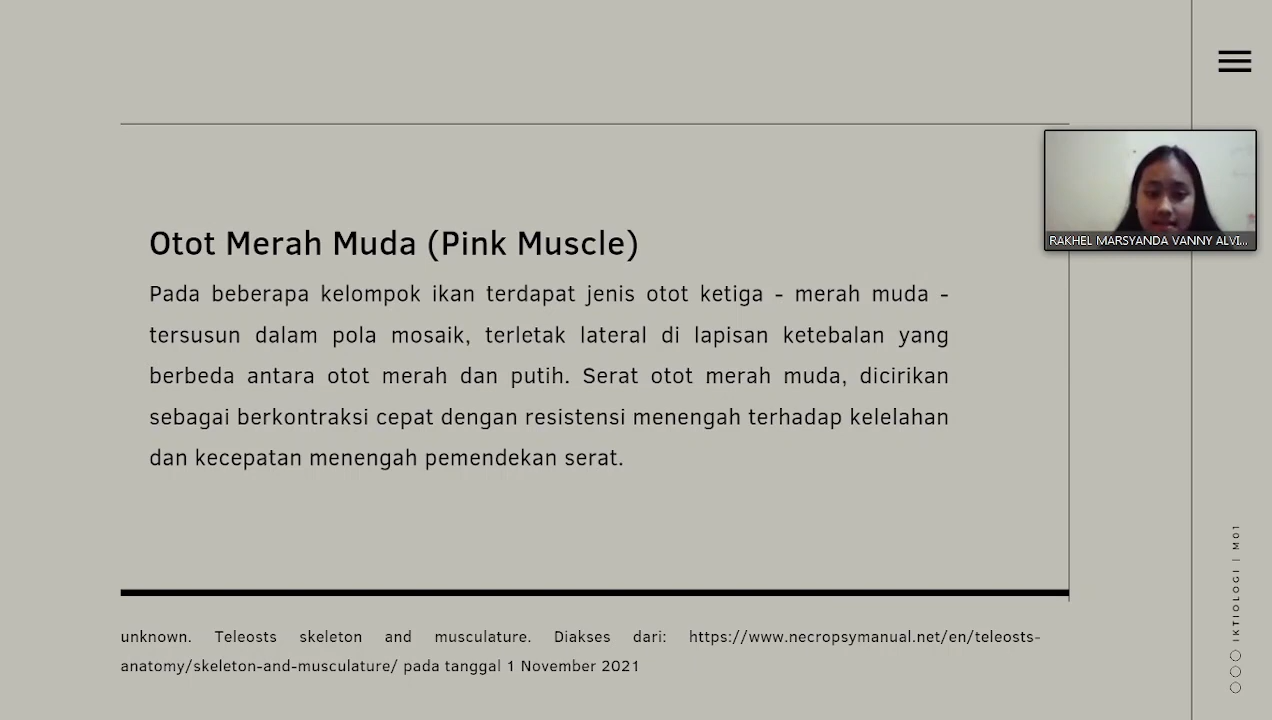 Otot Merah Muda (Pink Muscle)
Pada beberapa kelompok ikan terdapat jenis otot ketiga - merah muda -
tersusun dalam pola mosaik, terletak lateral di lapisan ketebalan yang
berbeda antara otot merah dan putih. Serat otot merah muda, dicirikan
sebagai berkontraksi cepat dengan resistensi menengah terhadap kelelahan
dan kecepatan menengah pemendekan serat.
RAKHEL MARSYANDA VANNY ALVI...
unknown. Teleosts skeleton and musculature. Diakses dari: https://www.necropsymanual.net/en/teleosts-
anatomy/skeleton-and-musculature/ pada tanggal 1 November 2021
IKTIOLOGI | M01